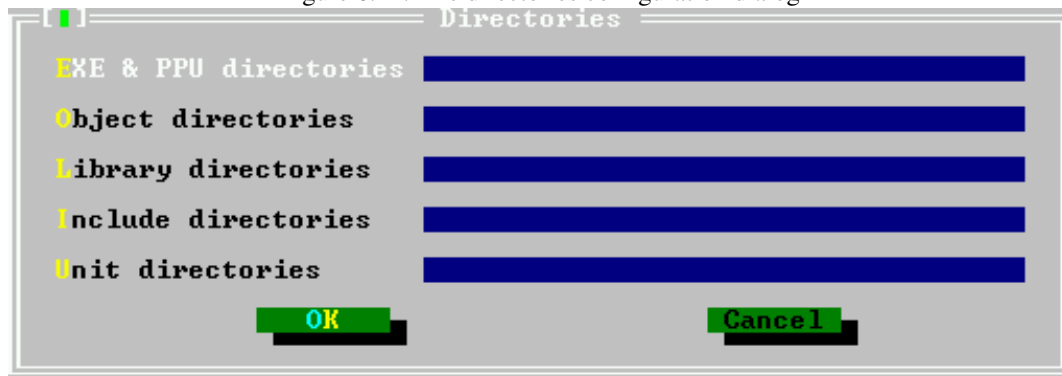 Directories
EXE & PPU directories
Object directories
Library directories
Include directories
Unit directories
OK Cancel